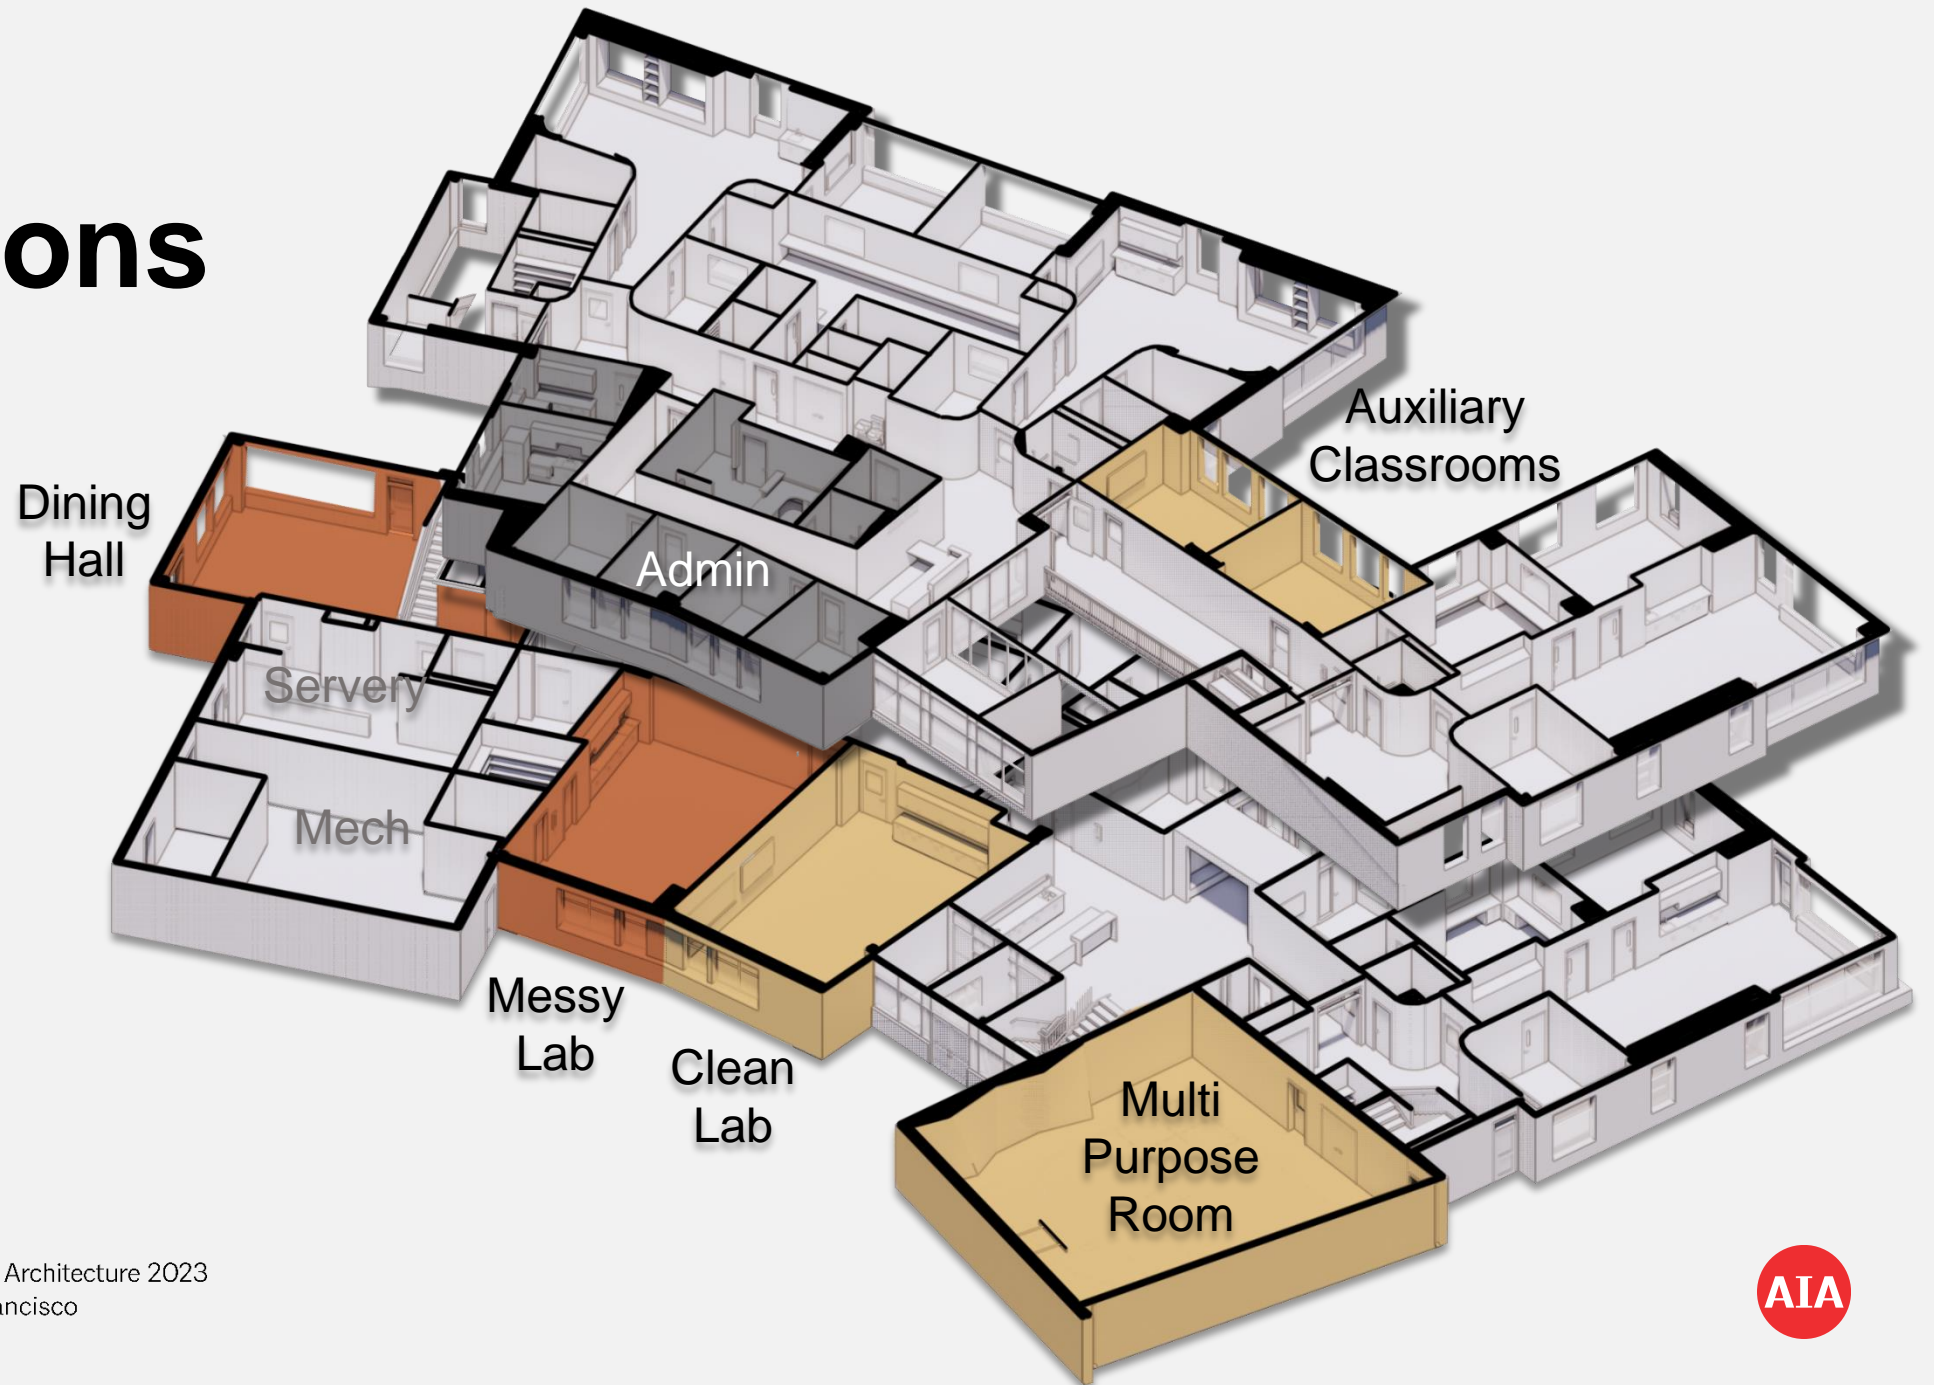 ons
Auxiliary
Classrooms
Dining
Hall
Admin
Servery
Mech
Messy
Lab
Clean
Lab
Multi
Purpose
Room
Architecture 2023
ancisco
AIA